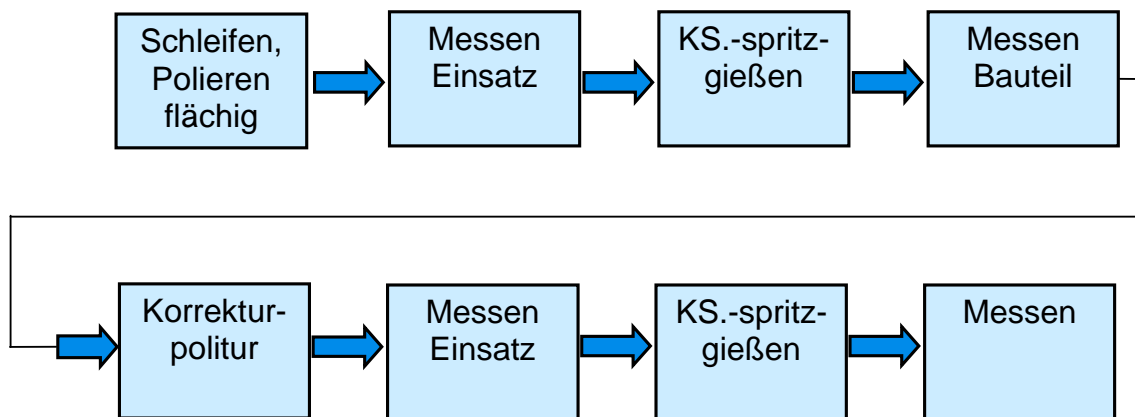 Schleifen,
Polieren
flächig
Messen
Einsatz
KS.-spritz-
gießen
Messen
Bauteil
Korrektur-
politur
Messen
Einsatz
KS.-spritz-
gießen
Messen